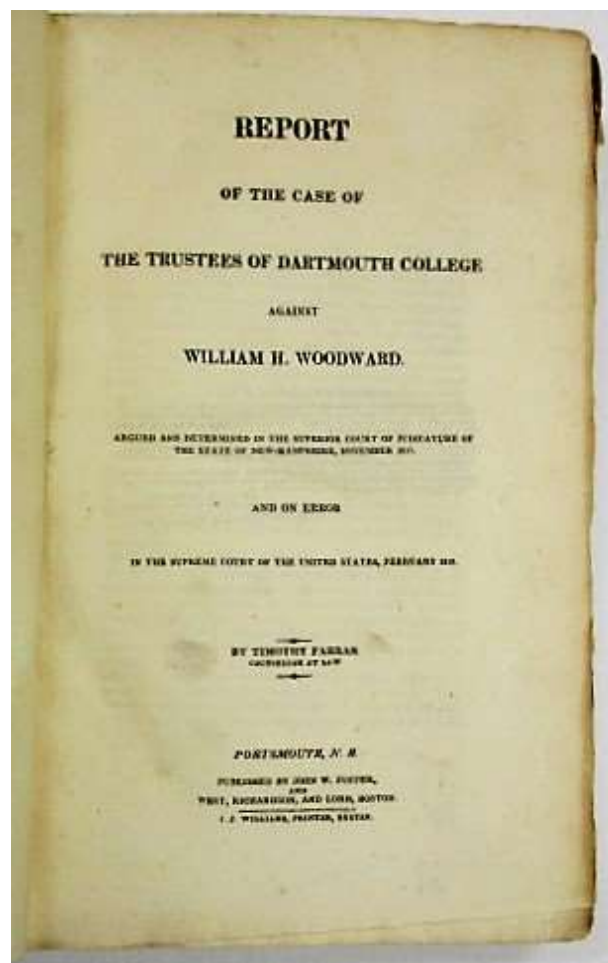 REPORT
OF THE CASE OF
THE TRUSTEES OF DARTMOUTH COLLEGE
AGAINST
WILLIAM H. WOODWARD.
ARGUED AND DETERMINED IN THE SUPERIOR COURT OF JUDICATURE OF
THE STATE OF NEW-HAMPSHIRE, NOVEMBER
AND ON ERROR
IN THE SUPREME COURT OF THE UNITED STATES, FEBRUARY
BY TIMOTHY FARRAR
COUNSELLOR AT LAW
PORTSMOUTH, N. H.
PUBLISHED BY JOHN W. FOSTER,
AND
WEST, RICHARDSON, AND LORD, BOSTON.
WILLIAMS, PRINTER, BOSTON.